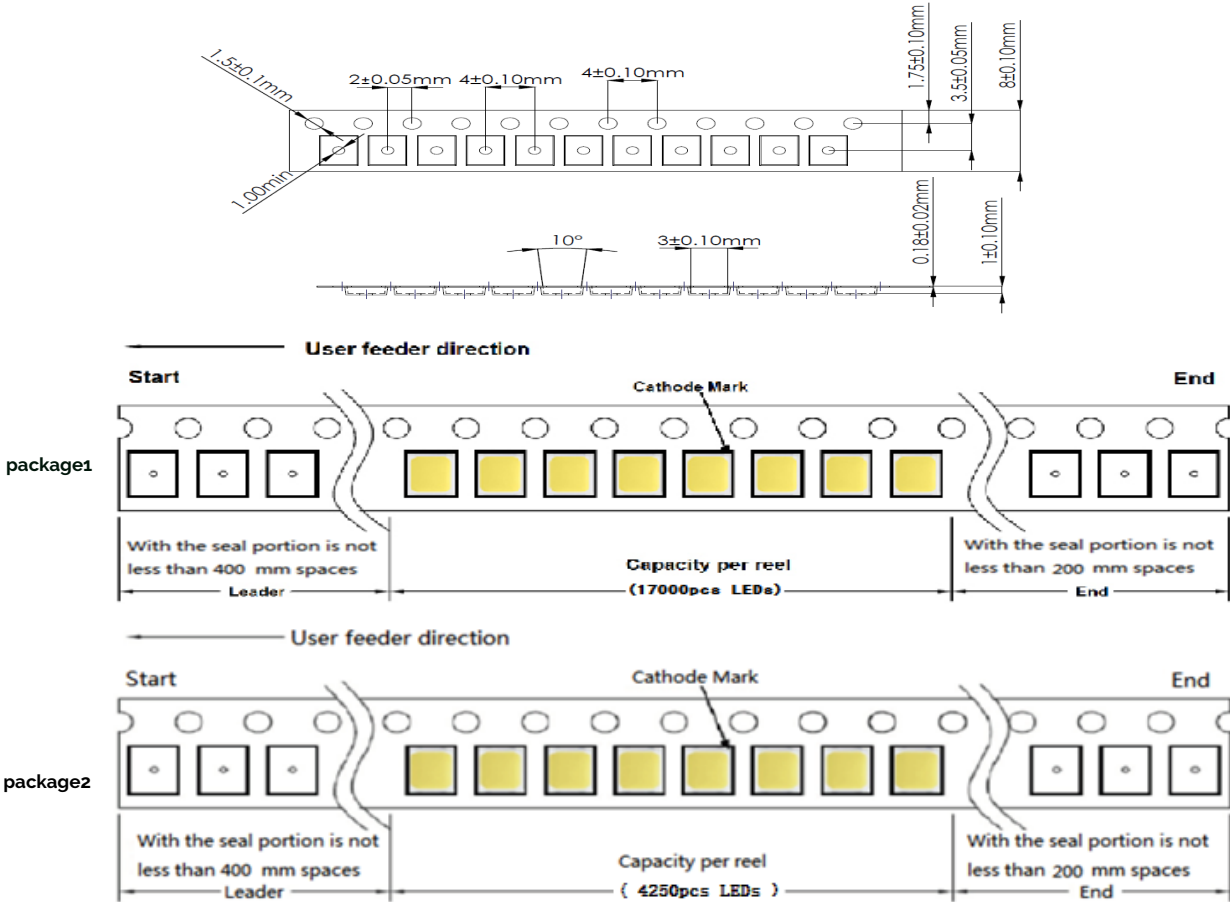 1.5±0.1mm
2±0.05mm
4±0.10mm
4±0.10mm
1.75±0.10mm
3.5±0.05mm
8±0.10mm
1.00min
10°
3±0.10mm
0.18±0.02mm
1±0.10mm
User feeder direction
Start
Cathode Mark
End
package1
With the seal portion is not
less than 400 mm spaces
Leader
Capacity per reel
(17000pcs LEDs)
With the seal portion is not
less than 200 mm spaces
End
User feeder direction
Start
Cathode Mark
End
package2
With the seal portion is not
less than 400 mm spaces
Leader
Capacity per reel
( 4250pcs LEDs )
With the seal portion is not
less than 200 mm spaces
End